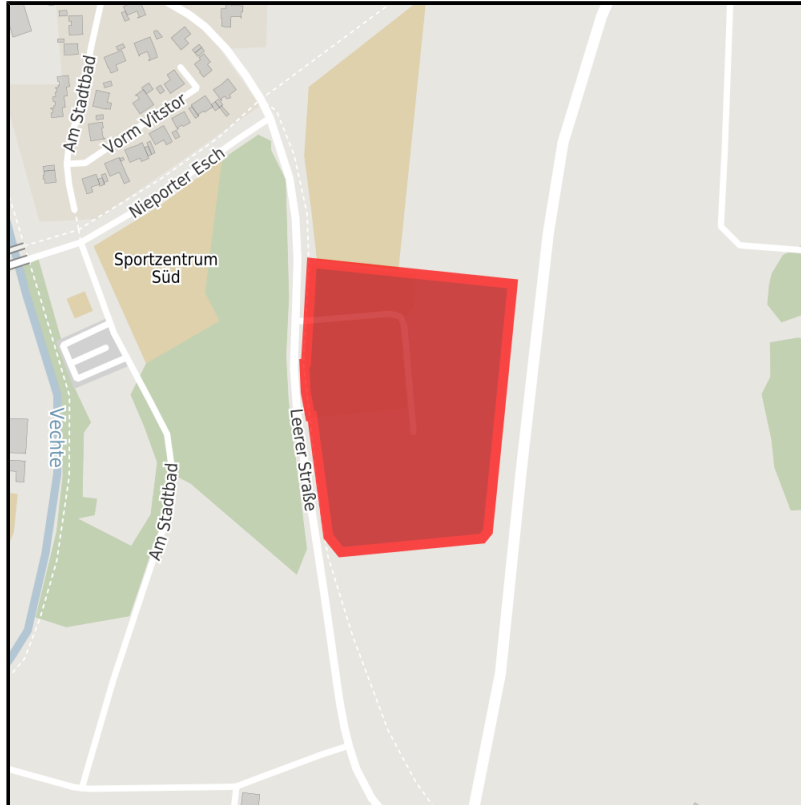 Am Stadtbad
Vorm Vitstor
Nieporter Esch
Sportzentrum
Süd
Vechte
Leerer Straße
Am Stadtbad